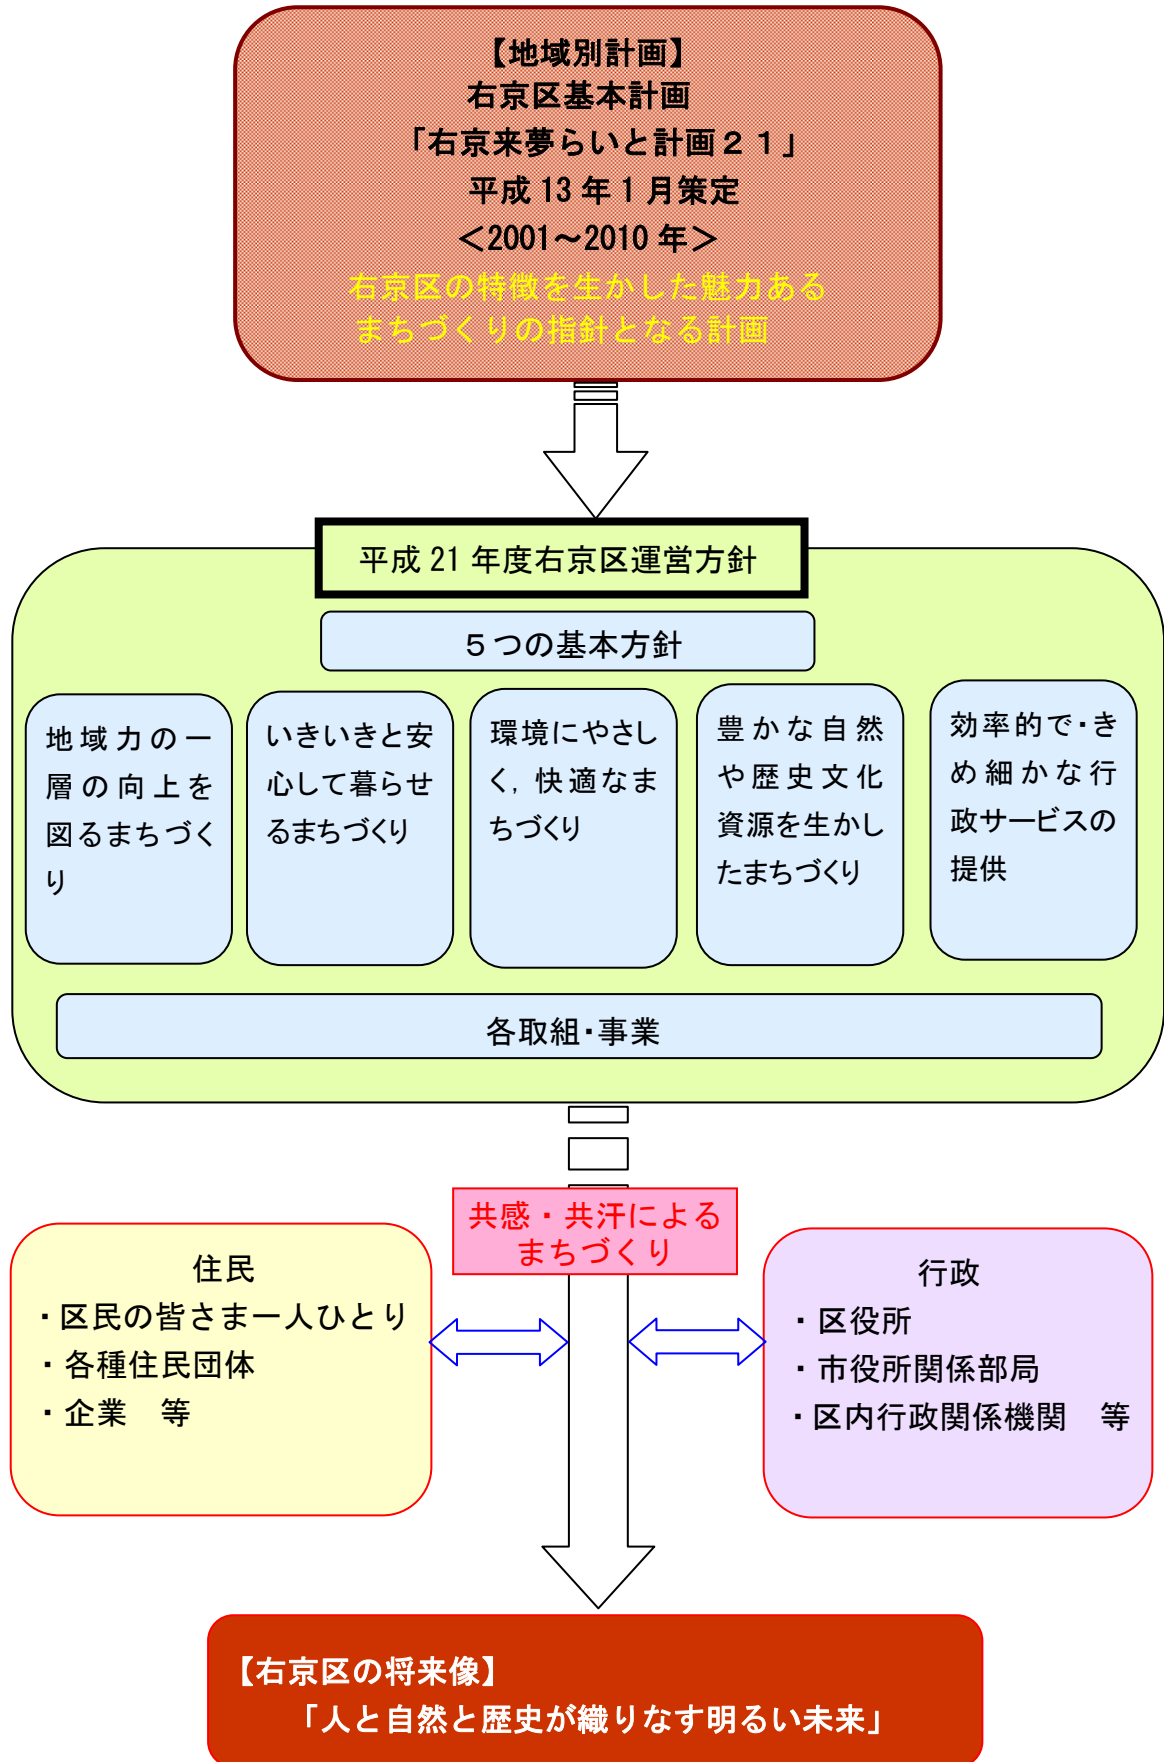 【地域別計画】
右京区基本計画
「右京来夢らいと計画２１」
平成 13 年 1 月策定
＜2001～2010 年＞
右京区の特徴を生かした魅力ある
まちづくりの指針となる計画
平成 21 年度右京区運営方針
５つの基本方針
地域力の一
層の向上を
図るまちづく
り
いきいきと安
心して暮らせ
るまちづくり
環境にやさし
く，快適なま
ちづくり
豊かな自然
や歴史文化
資源を生かし
たまちづくり
効率的で・き
め細かな行
政サービスの
提供
各取組・事業
共感・共汗による
まちづくり
住民
・区民の皆さま一人ひとり
・各種住民団体
・企業　等
行政
・区役所
・市役所関係部局
・区内行政関係機関　等
【右京区の将来像】
「人と自然と歴史が織りなす明るい未来」